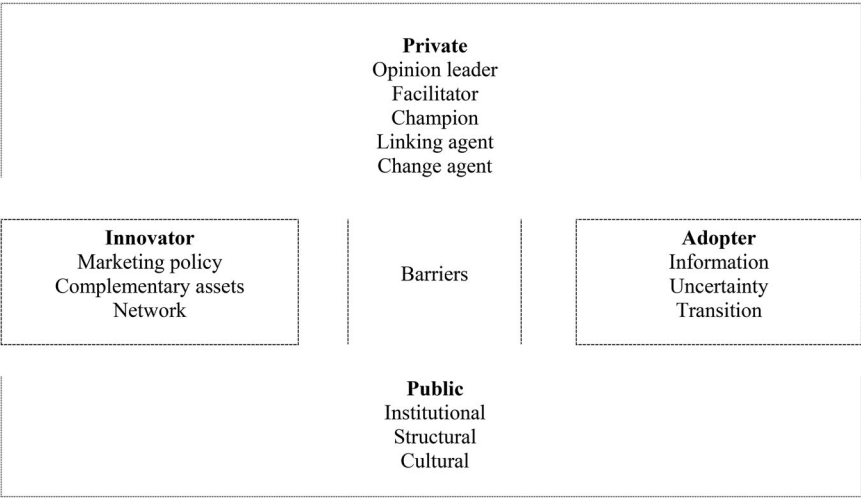 Private
Opinion leader
Facilitator
Champion
Linking agent
Change agent
Innovator
Marketing policy
Complementary assets
Network
Barriers
Adopter
Information
Uncertainty
Transition
Public
Institutional
Structural
Cultural